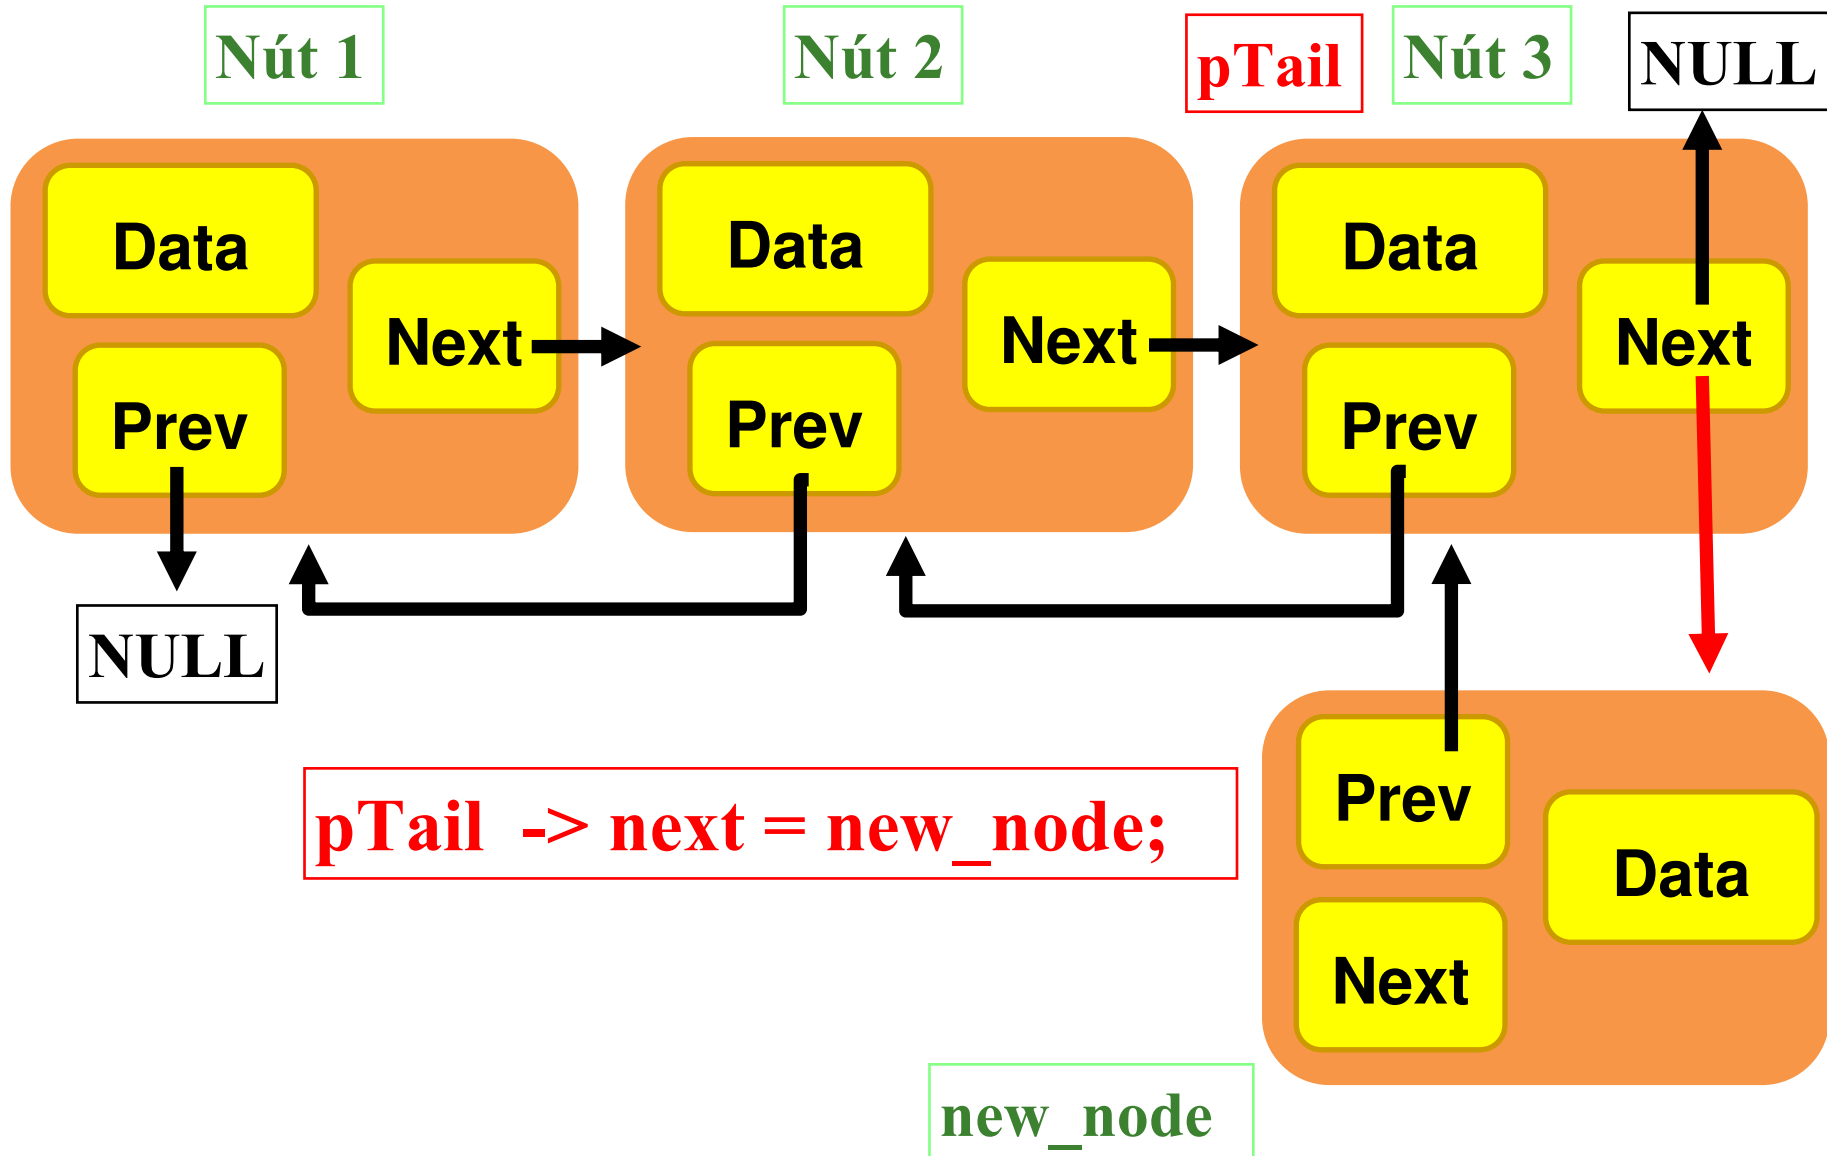 Nút 1
Nút 2
pTail
Nút 3
NULL
Data
Next
Prev
Data
Next
Prev
Data
Next
Prev
NULL
pTail -> next = new_node;
Prev
Data
Next
new_node